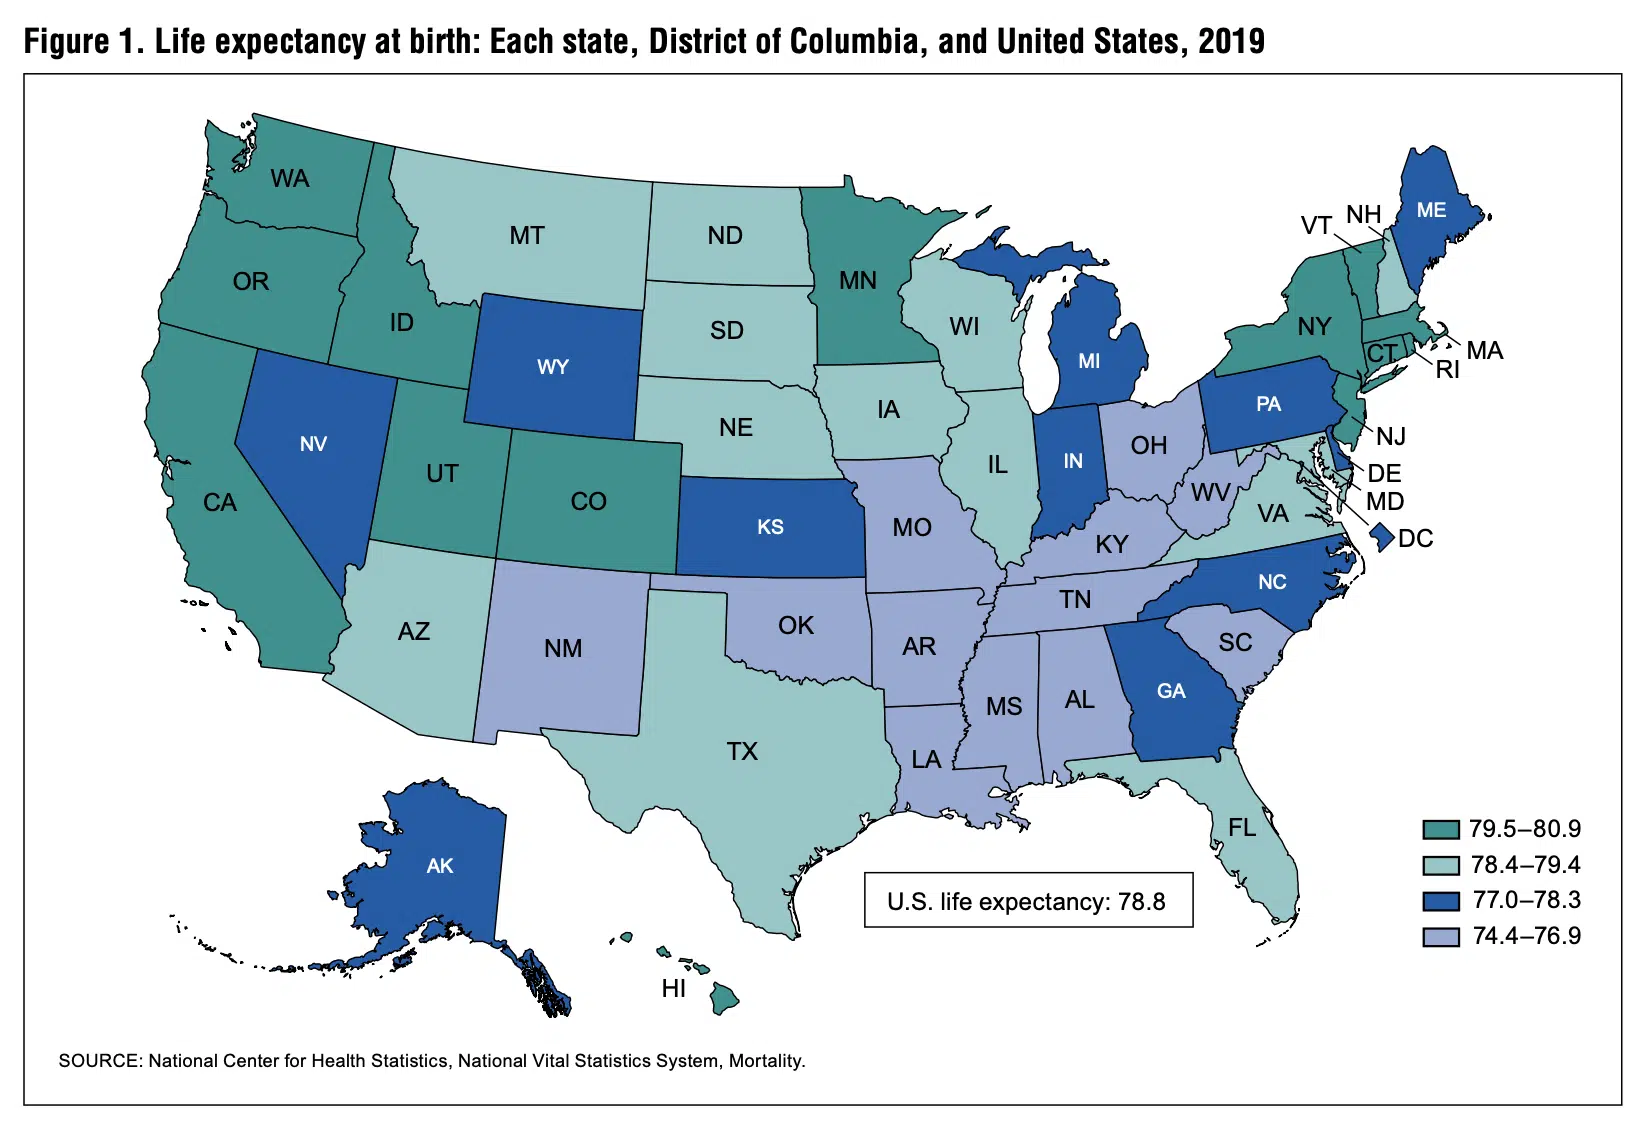 Figure 1. Life expectancy at birth: Each state, District of Columbia, and United States, 2019
WA
MT
ND
MN
VT
NH
ME
OR
ID
SD
WI
NY
MA
WY
MI
CT
RI
NV
NE
IA
PA
NJ
UT
CO
IL
IN
OH
DE
CA
KS
MO
WV
VA
MD
KY
DC
AZ
NM
OK
TN
NC
AR
SC
MS
AL
GA
TX
LA
FL
AK
HI
79.5–80.9
78.4–79.4
77.0–78.3
74.4–76.9
U.S. life expectancy: 78.8
SOURCE: National Center for Health Statistics, National Vital Statistics System, Mortality.